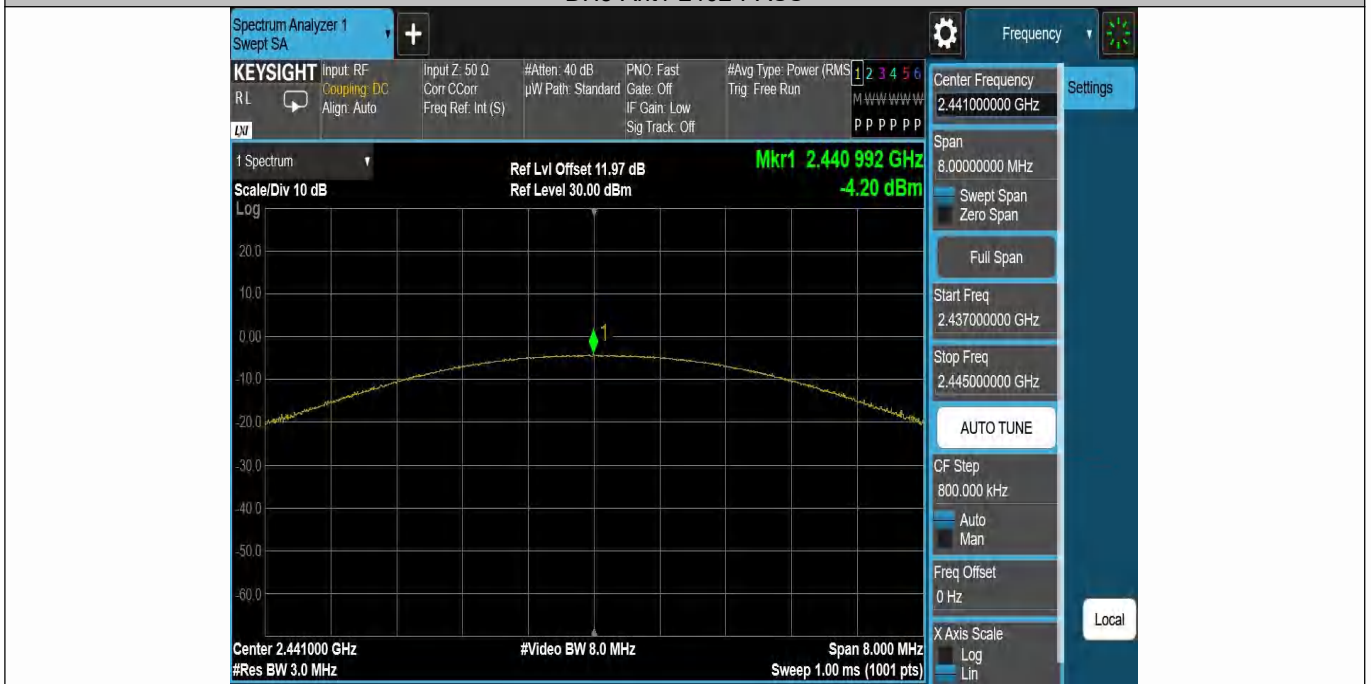 Spectrum Analyzer 1
Swept SA
+
Frequency
KEYSIGHT
RL
LXI
Input: RF
Coupling: DC
Align: Auto
Input Z: 50 Ω
Corr CCorr
Freq Ref: Int (S)
#Atten: 40 dB
µW Path: Standard
PNO: Fast
Gate: Off
IF Gain: Low
Sig Track: Off
#Avg Type: Power (RMS
Trig: Free Run
1 2 3 4 5 6
M W W W W W
P P P P P P
1 Spectrum
Scale/Div 10 dB
Log
Ref Lvl Offset 11.97 dB
Ref Level 30.00 dBm
Mkr1 2.440 992 GHz
-4.20 dBm
20.0
10.0
0.00
-10.0
-20.0
-30.0
-40.0
-50.0
-60.0
1
Center 2.441000 GHz
#Res BW 3.0 MHz
#Video BW 8.0 MHz
Span 8.000 MHz
Sweep 1.00 ms (1001 pts)
Center Frequency
2.441000000 GHz
Span
8.00000000 MHz
Swept Span
Zero Span
Full Span
Start Freq
2.437000000 GHz
Stop Freq
2.445000000 GHz
AUTO TUNE
CF Step
800.000 kHz
Auto
Man
Freq Offset
0 Hz
X Axis Scale
Log
Lin
Settings
Local